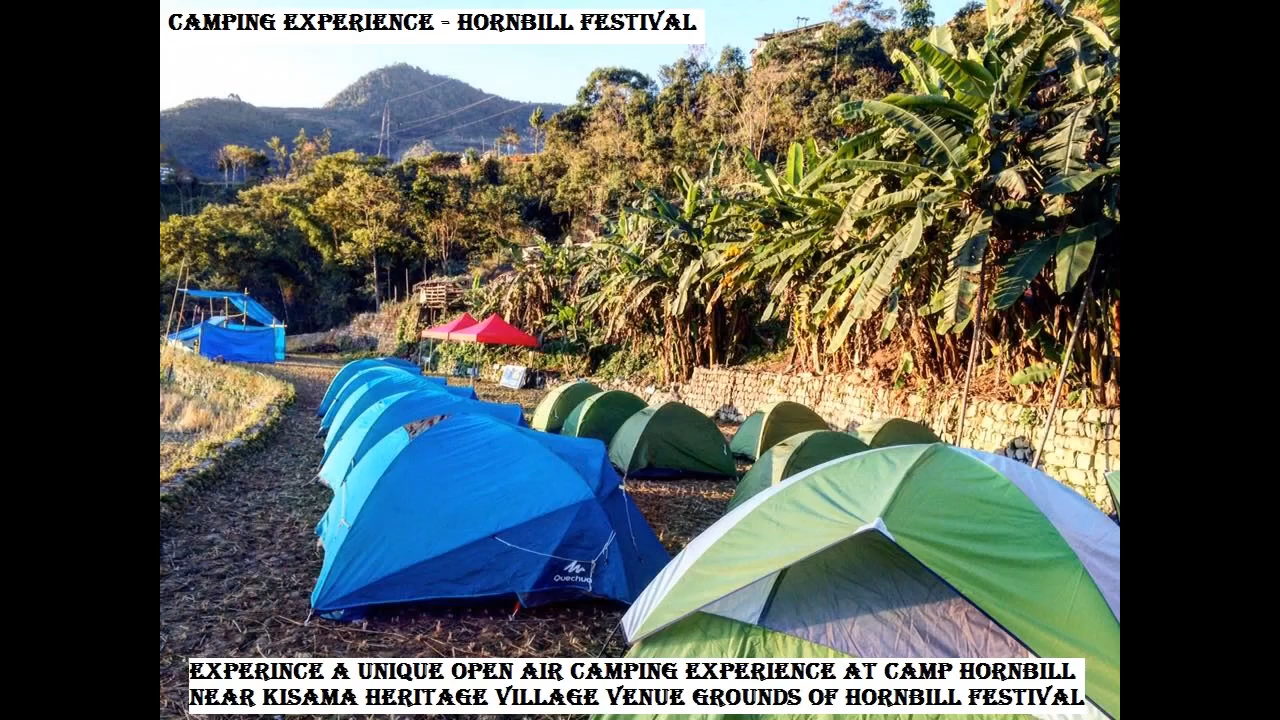 CAMPING EXPERIENCE - HORNBILL FESTIVAL
Quechua
EXPERINCE A UNIQUE OPEN AIR CAMPING EXPERIENCE AT CAMP HORNBILL
NEAR KISAMA HERITAGE VILLAGE VENUE GROUNDS OF HORNBILL FESTIVAL